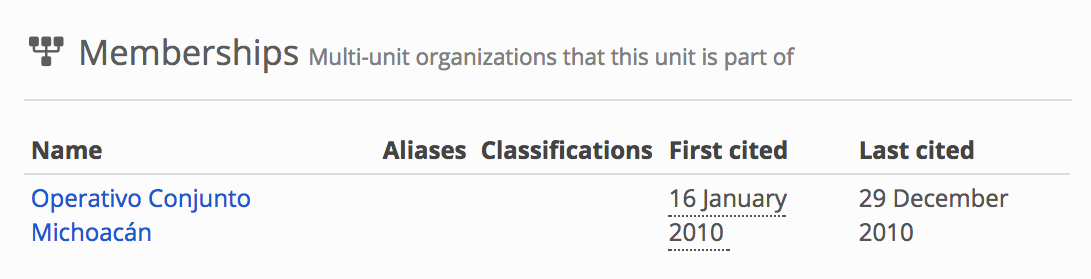 Memberships Multi-unit organizations that this unit is part of
Name Aliases Classifications First cited Last cited
Operativo Conjunto 16 January 29 December
Michoacán 2010 2010